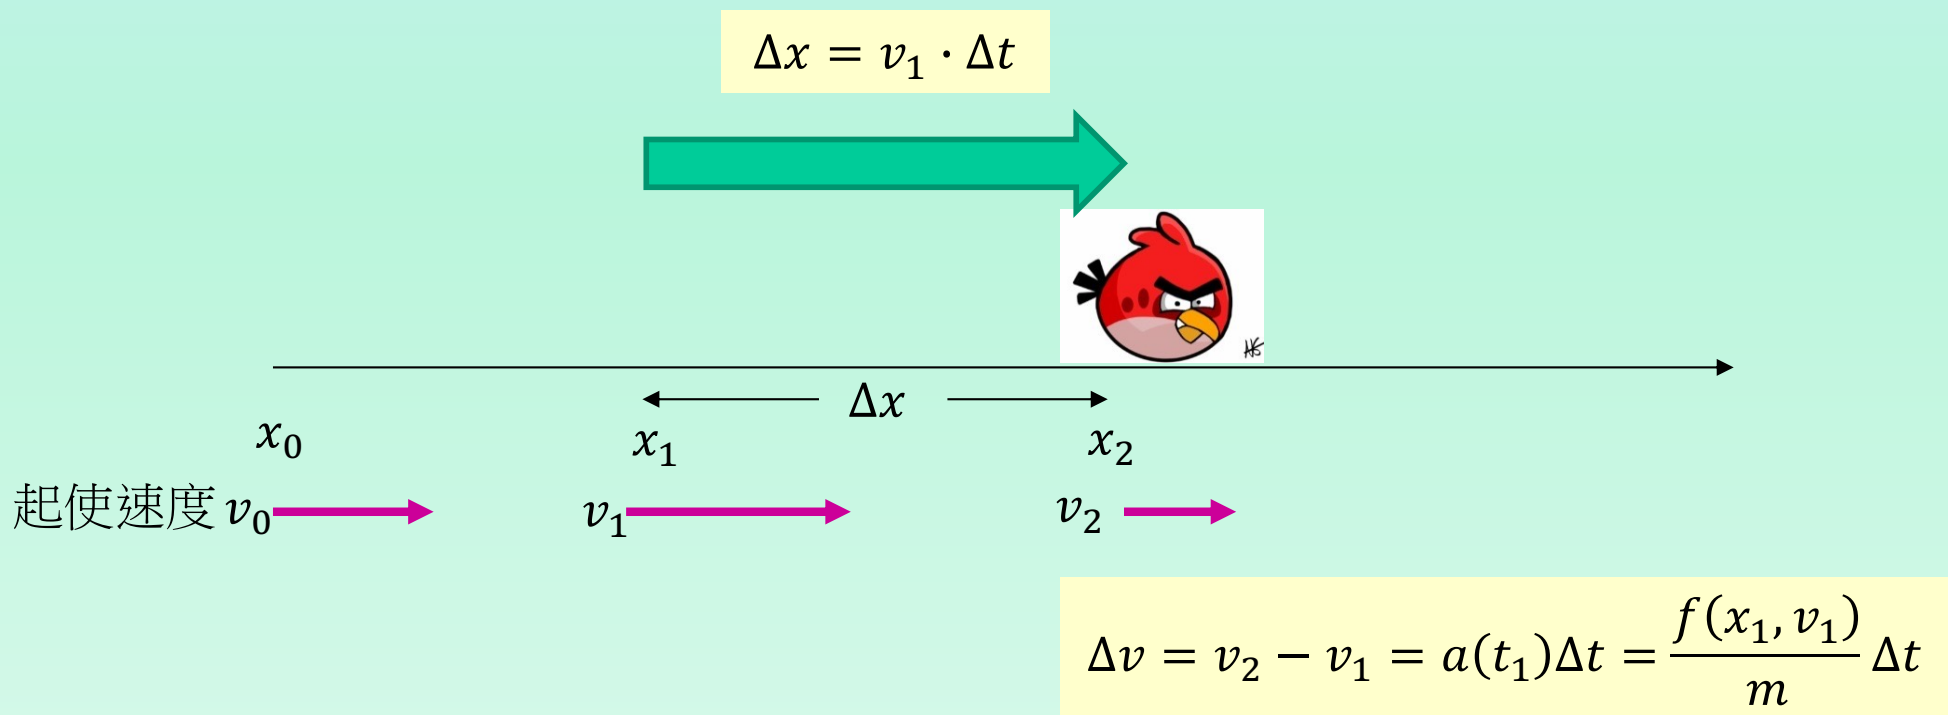 Δx = v₁ · Δt
Δx
x₀ x₁ x₂
起使速度 v₀ v₁ v₂
Δv = v₂ − v₁ = a(t₁)Δt = f(x₁, v₁)/m Δt